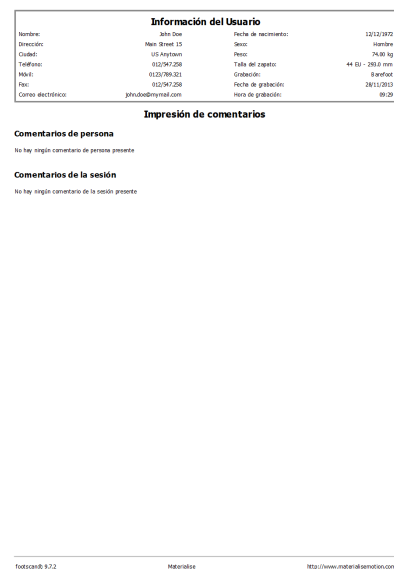 Información del Usuario
Nombre: John Doe Fecha de nacimiento: 12/12/1972
Dirección: Main Street 15 Sexo: Hombre
Ciudad: US Anytown Peso: 74.00 kg
Teléfono: 012/547.258 Talla del zapato: 44 EU - 293.0 mm
Móvil: 0123/789.321 Grabación: Barefoot
Fax: 012/547.258 Fecha de grabación: 28/11/2013
Correo electrónico: john.doe@mymail.com Hora de grabación: 09:29
Impresión de comentarios
Comentarios de persona
No hay ningún comentario de persona presente
Comentarios de la sesión
No hay ningún comentario de la sesión presente
footscan® 9.7.2 Materialise http://www.materialisemotion.com